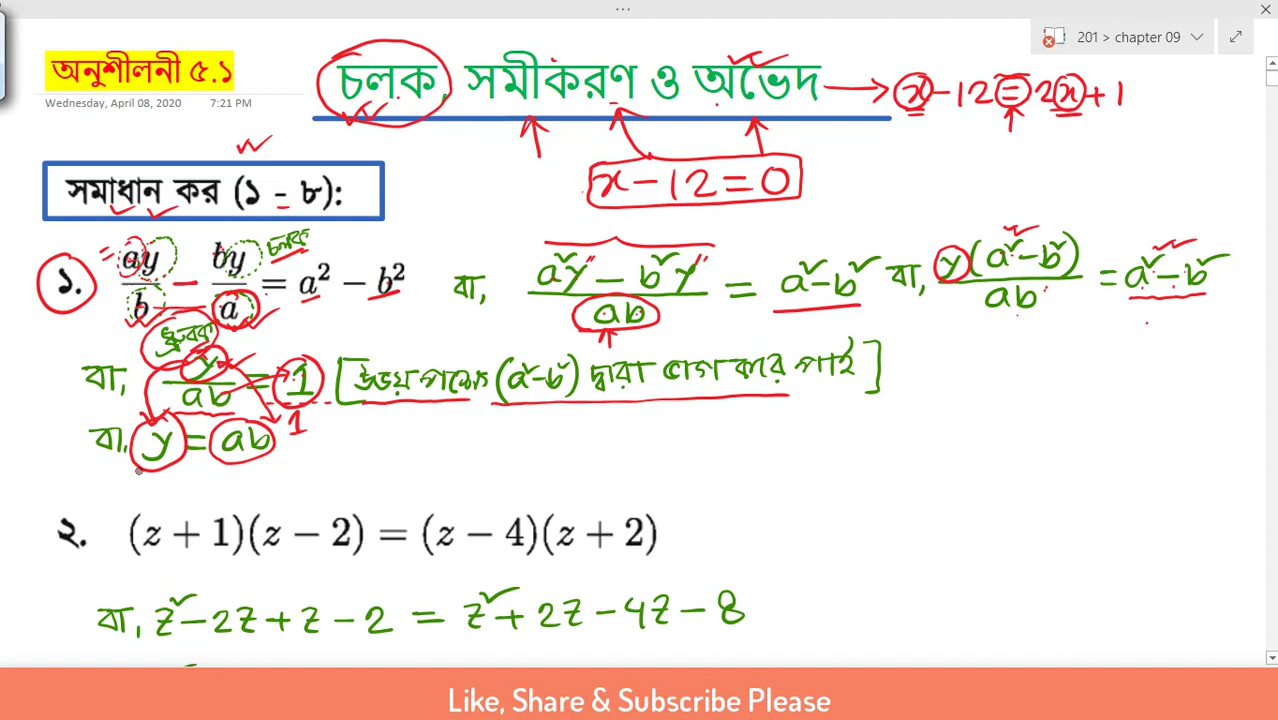 201 > chapter 09
অনুশীলনী ৫.১
চলক, সমীকরণ ও অভেদ → x - 12 = 2x + 1
Wednesday, April 08, 2020 7:21 PM
x - 12 = 0
সমাধান কর (১ - ৮):
চলক
১. ay/b - by/a = a² - b² বা, (a²y - b²y)/ab = a² - b² বা, y(a² - b²)/ab = a² - b²
ধ্রুবক
বা, y/ab = 1 [উভয় পক্ষকে (a² - b²) দ্বারা ভাগ করে পাই]
বা, y = ab 1
২. (z + 1)(z - 2) = (z - 4)(z + 2)
বা, z² - 2z + z - 2 = z² + 2z - 4z - 8
Like, Share & Subscribe Please